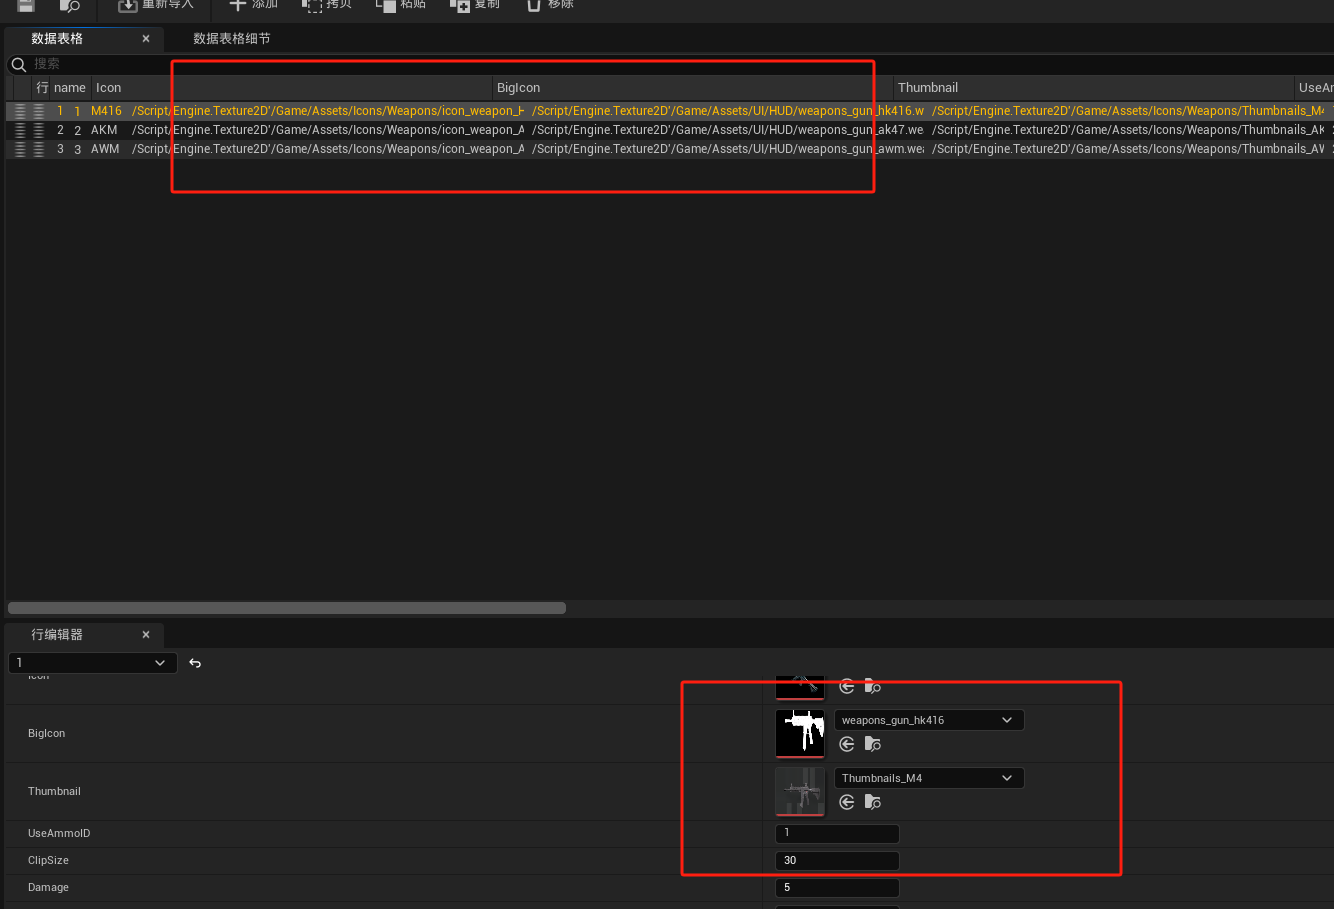 重新导入 添加 拷贝 粘贴 复制 移除
数据表格 × 数据表格细节
搜索
行 name Icon BigIcon Thumbnail UseAm
1 1 M416 /Script/Engine.Texture2D'/Game/Assets/Icons/Weapons/icon_weapon_H /Script/Engine.Texture2D'/Game/Assets/UI/HUD/weapons_gun_hk416.w /Script/Engine.Texture2D'/Game/Assets/Icons/Weapons/Thumbnails_M4
2 2 AKM /Script/Engine.Texture2D'/Game/Assets/Icons/Weapons/icon_weapon_A /Script/Engine.Texture2D'/Game/Assets/UI/HUD/weapons_gun_ak47.we /Script/Engine.Texture2D'/Game/Assets/Icons/Weapons/Thumbnails_AK
3 3 AWM /Script/Engine.Texture2D'/Game/Assets/Icons/Weapons/icon_weapon_A /Script/Engine.Texture2D'/Game/Assets/UI/HUD/weapons_gun_awm.wea /Script/Engine.Texture2D'/Game/Assets/Icons/Weapons/Thumbnails_AW
行编辑器 ×
1
Icon
BigIcon weapons_gun_hk416
Thumbnail Thumbnails_M4
UseAmmoID 1
ClipSize 30
Damage 5